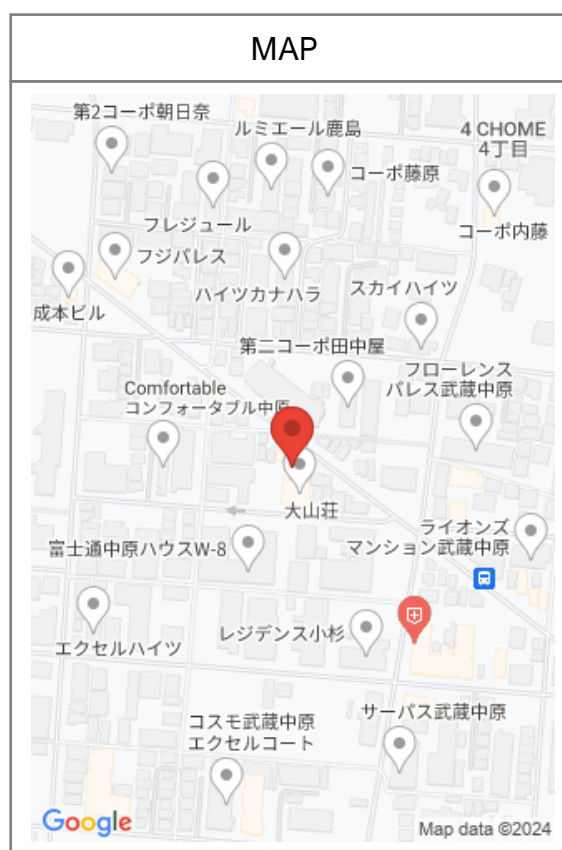 MAP
第2コーポ朝日奈
ルミエール鹿島
4 CHOME
4丁目
コーポ藤原
フレジュール
コーポ内藤
フジパレス
ハイツカナハラ
スカイハイツ
成本ビル
第二コーポ田中屋
フローレンス
パレス武蔵中原
Comfortable
コンフォータブル中原
大山荘
ライオンズ
マンション武蔵中原
富士通中原ハウスW-8
レジデンス小杉
エクセルハイツ
サーパス武蔵中原
コスモ武蔵中原
エクセルコート
Google
Map data ©2024